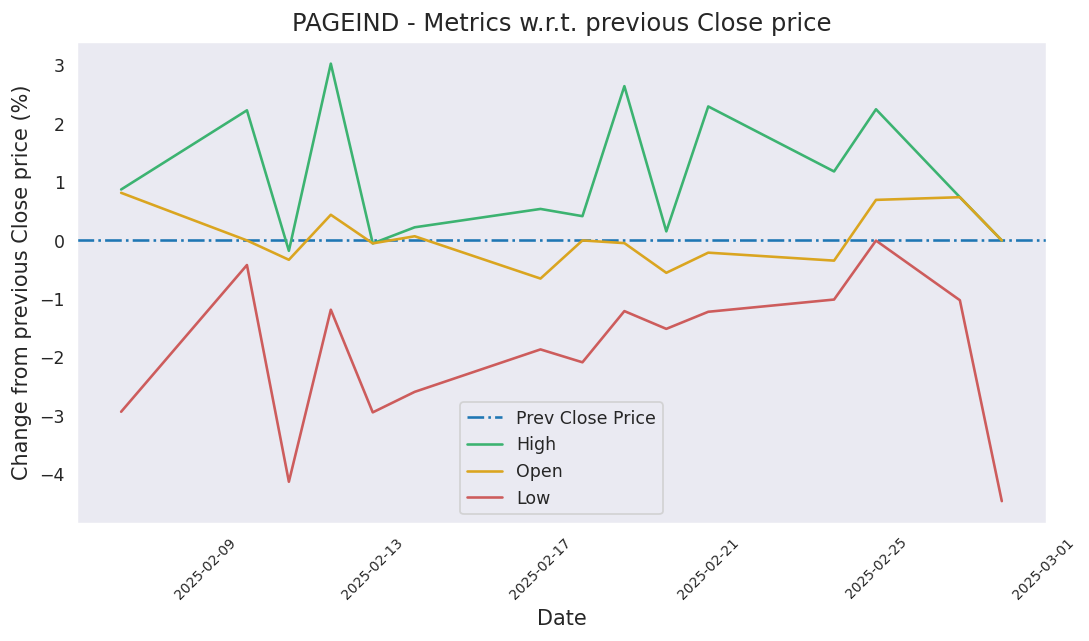 PAGEIND - Metrics w.r.t. previous Close price
Change from previous Close price (%)
3
2
1
0
−1
−2
−3
−4
Prev Close Price
High
Open
Low
2025-02-09
2025-02-13
2025-02-17
2025-02-21
2025-02-25
2025-03-01
Date